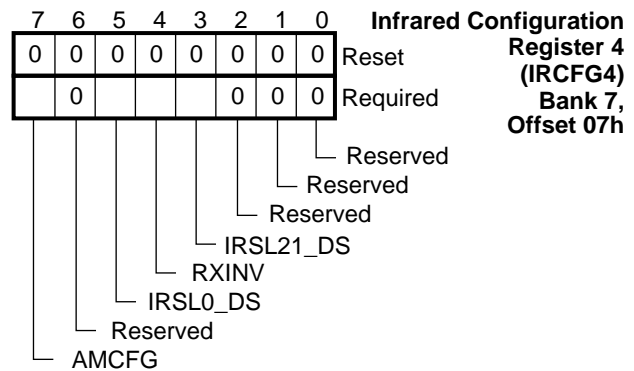 7 6 5 4 3 2 1 0
Infrared Configuration
Register 4
(IRCFG4)
Bank 7,
Offset 07h
0 0 0 0 0 0 0 0 Reset
0 0 0 0 Required
Reserved
Reserved
Reserved
IRSL21_DS
RXINV
IRSL0_DS
Reserved
AMCFG